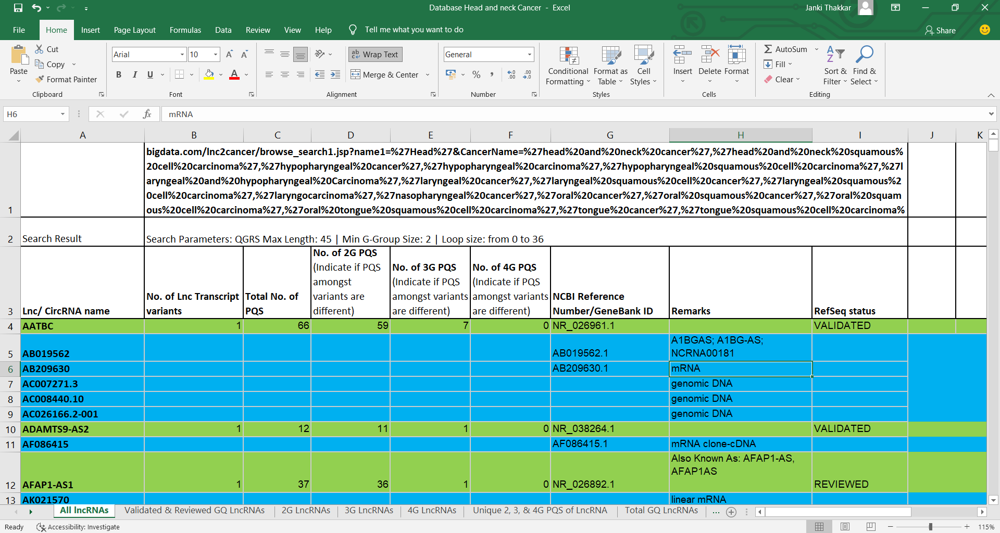 Database Head and neck Cancer - Excel
Janki Thakkar
File Home Insert Page Layout Formulas Data Review View Help Tell me what you want to do
Share
Paste
Cut
Copy
Format Painter
Clipboard
Arial 10
B I U
Font
Wrap Text
Merge & Center
Alignment
General
Number
Conditional Formatting
Format as Table
Cell Styles
Styles
Insert
Delete
Format
Cells
AutoSum
Fill
Clear
Sort & Filter
Find & Select
Editing
H6 fx mRNA
A B C D E F G H I J K
1
bigdata.com/lnc2cancer/browse_search1.jsp?name1=%27Head%27&CancerName=%27head%20and%20neck%20cancer%27,%27head%20and%20neck%20squamous%
20cell%20carcinoma%27,%27hypopharyngeal%20cancer%27,%27hypopharyngeal%20carcinoma%27,%27hypopharyngeal%20squamous%20cell%20carcinoma%27,%27l
aryngeal%20and%20hypopharyngeal%20Carcinoma%27,%27laryngeal%20cancer%27,%27laryngeal%20squamous%20cell%20cancer%27,%27laryngeal%20squamous%2
0cell%20carcinoma%27,%27laryngocarcinoma%27,%27nasopharyngeal%20cancer%27,%27oral%20cancer%27,%27oral%20squamous%20cancer%27,%27oral%20squam
ous%20cell%20carcinoma%27,%27oral%20tongue%20squamous%20cell%20carcinoma%27,%27tongue%20cancer%27,%27tongue%20squamous%20cell%20carcinoma%
2 Search Result Search Parameters: QGRS Max Length: 45 | Min G-Group Size: 2 | Loop size: from 0 to 36
3 Lnc/ CircRNA name
No. of Lnc Transcript
variants
Total No. of
PQS
No. of 2G PQS
(Indicate if PQS
amongst
variants are
different)
No. of 3G PQS
(Indicate if PQS
amongst variants
are different)
No. of 4G PQS
(Indicate if PQS
amongst variants
are different)
NCBI Reference
Number/GeneBank ID
Remarks
RefSeq status
4 AATBC 1 66 59 7 0 NR_026961.1 VALIDATED
5 AB019562 AB019562.1 A1BGAS; A1BG-AS;
NCRNA00181
6 AB209630 AB209630.1 mRNA
7 AC007271.3 genomic DNA
8 AC008440.10 genomic DNA
9 AC026166.2-001 genomic DNA
10 ADAMTS9-AS2 1 12 11 1 0 NR_038264.1 VALIDATED
11 AF086415 AF086415.1 mRNA clone-cDNA
12 AFAP1-AS1 1 37 36 1 0 NR_026892.1 Also Known As: AFAP1-AS,
AFAP1AS
REVIEWED
13 AK021570 linear mRNA
All lncRNAs Validated & Reviewed GQ LncRNAs 2G LncRNAs 3G LncRNAs 4G LncRNAs Unique 2, 3, & 4G PQS of LncRNA Total GQ LncRNAs ...
Ready Accessibility: Investigate 115%